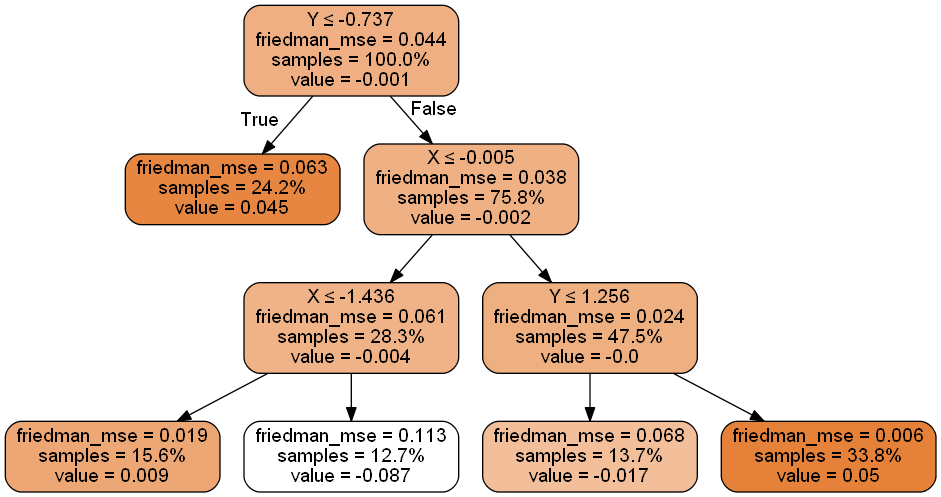 Y ≤ -0.737
friedman_mse = 0.044
samples = 100.0%
value = -0.001
True
False
friedman_mse = 0.063
samples = 24.2%
value = 0.045
X ≤ -0.005
friedman_mse = 0.038
samples = 75.8%
value = -0.002
X ≤ -1.436
friedman_mse = 0.061
samples = 28.3%
value = -0.004
Y ≤ 1.256
friedman_mse = 0.024
samples = 47.5%
value = -0.0
friedman_mse = 0.019
samples = 15.6%
value = 0.009
friedman_mse = 0.113
samples = 12.7%
value = -0.087
friedman_mse = 0.068
samples = 13.7%
value = -0.017
friedman_mse = 0.006
samples = 33.8%
value = 0.05